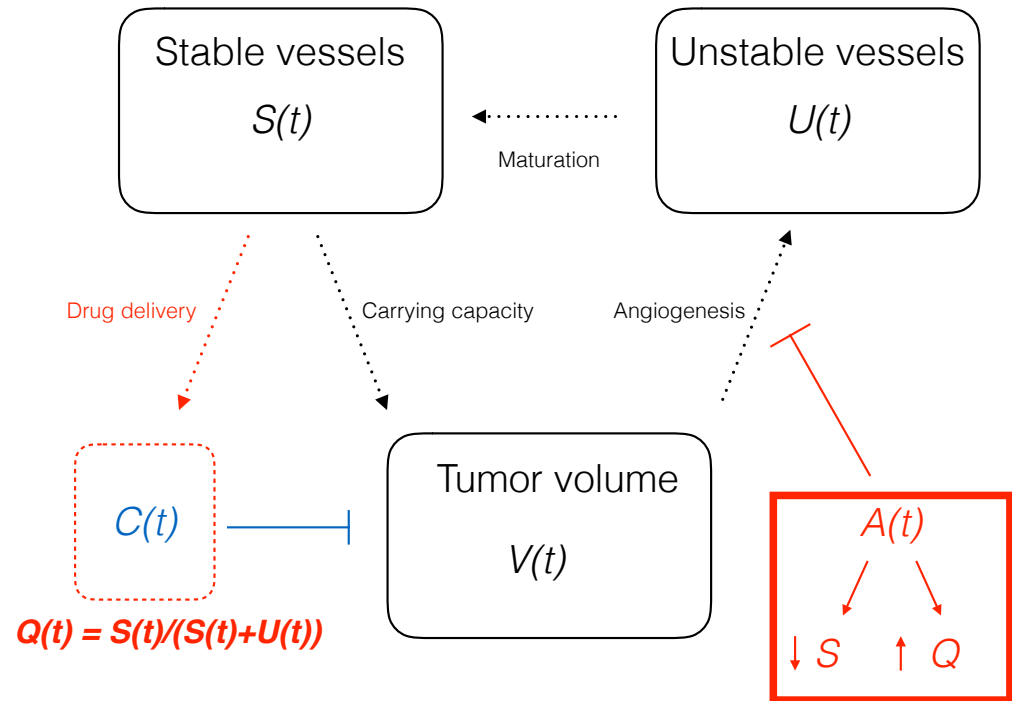 Stable vessels
S(t)
Unstable vessels
U(t)
Maturation
Drug delivery
Carrying capacity
Angiogenesis
C(t)
Q(t) = S(t)/(S(t)+U(t))
Tumor volume
V(t)
A(t)
↓ S ↑ Q